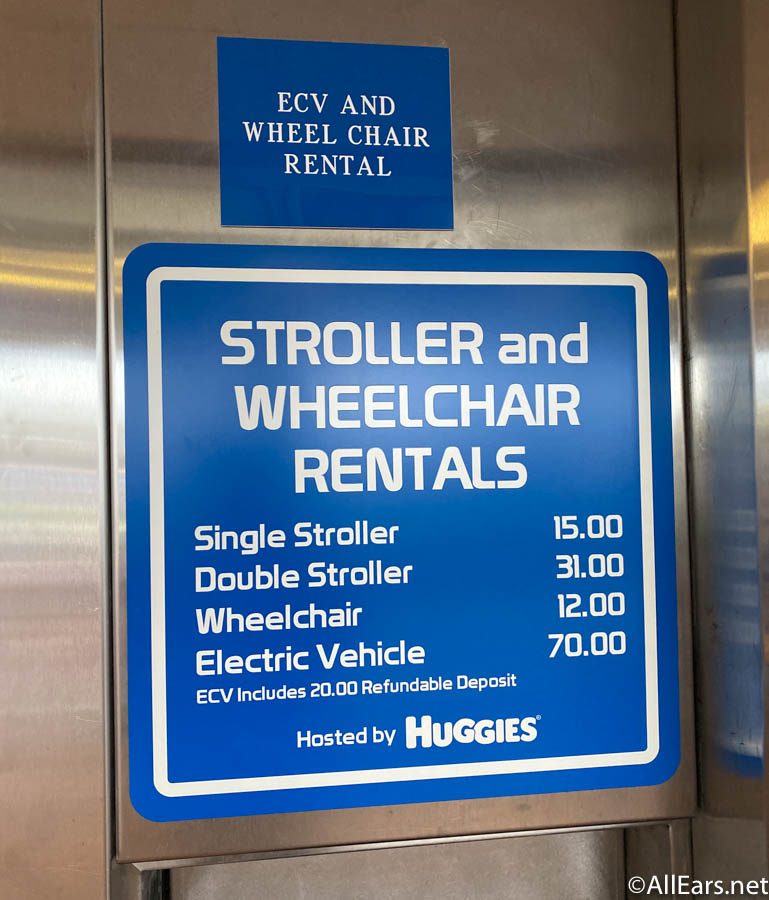 ECV AND
WHEEL CHAIR
RENTAL
STROLLER and
WHEELCHAIR
RENTALS
Single Stroller 15.00
Double Stroller 31.00
Wheelchair 12.00
Electric Vehicle 70.00
ECV Includes 20.00 Refundable Deposit
Hosted by HUGGIES®
©AllEars.net